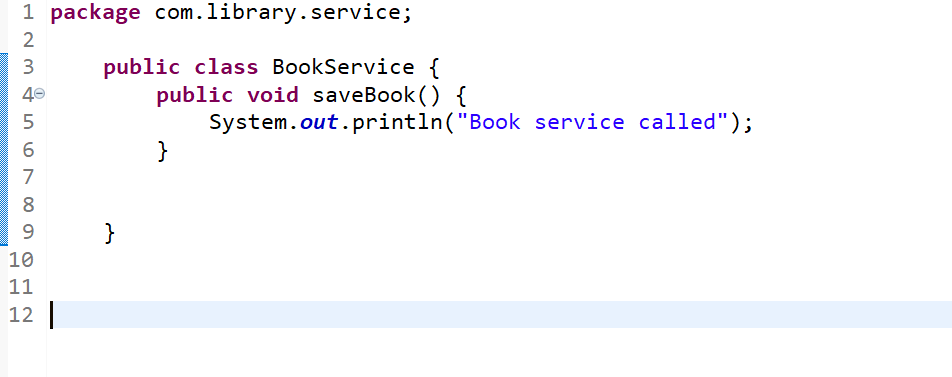 1 package com.library.service;
2
3     public class BookService {
4         public void saveBook() {
5             System.out.println("Book service called");
6         }
7
8
9     }
10
11
12